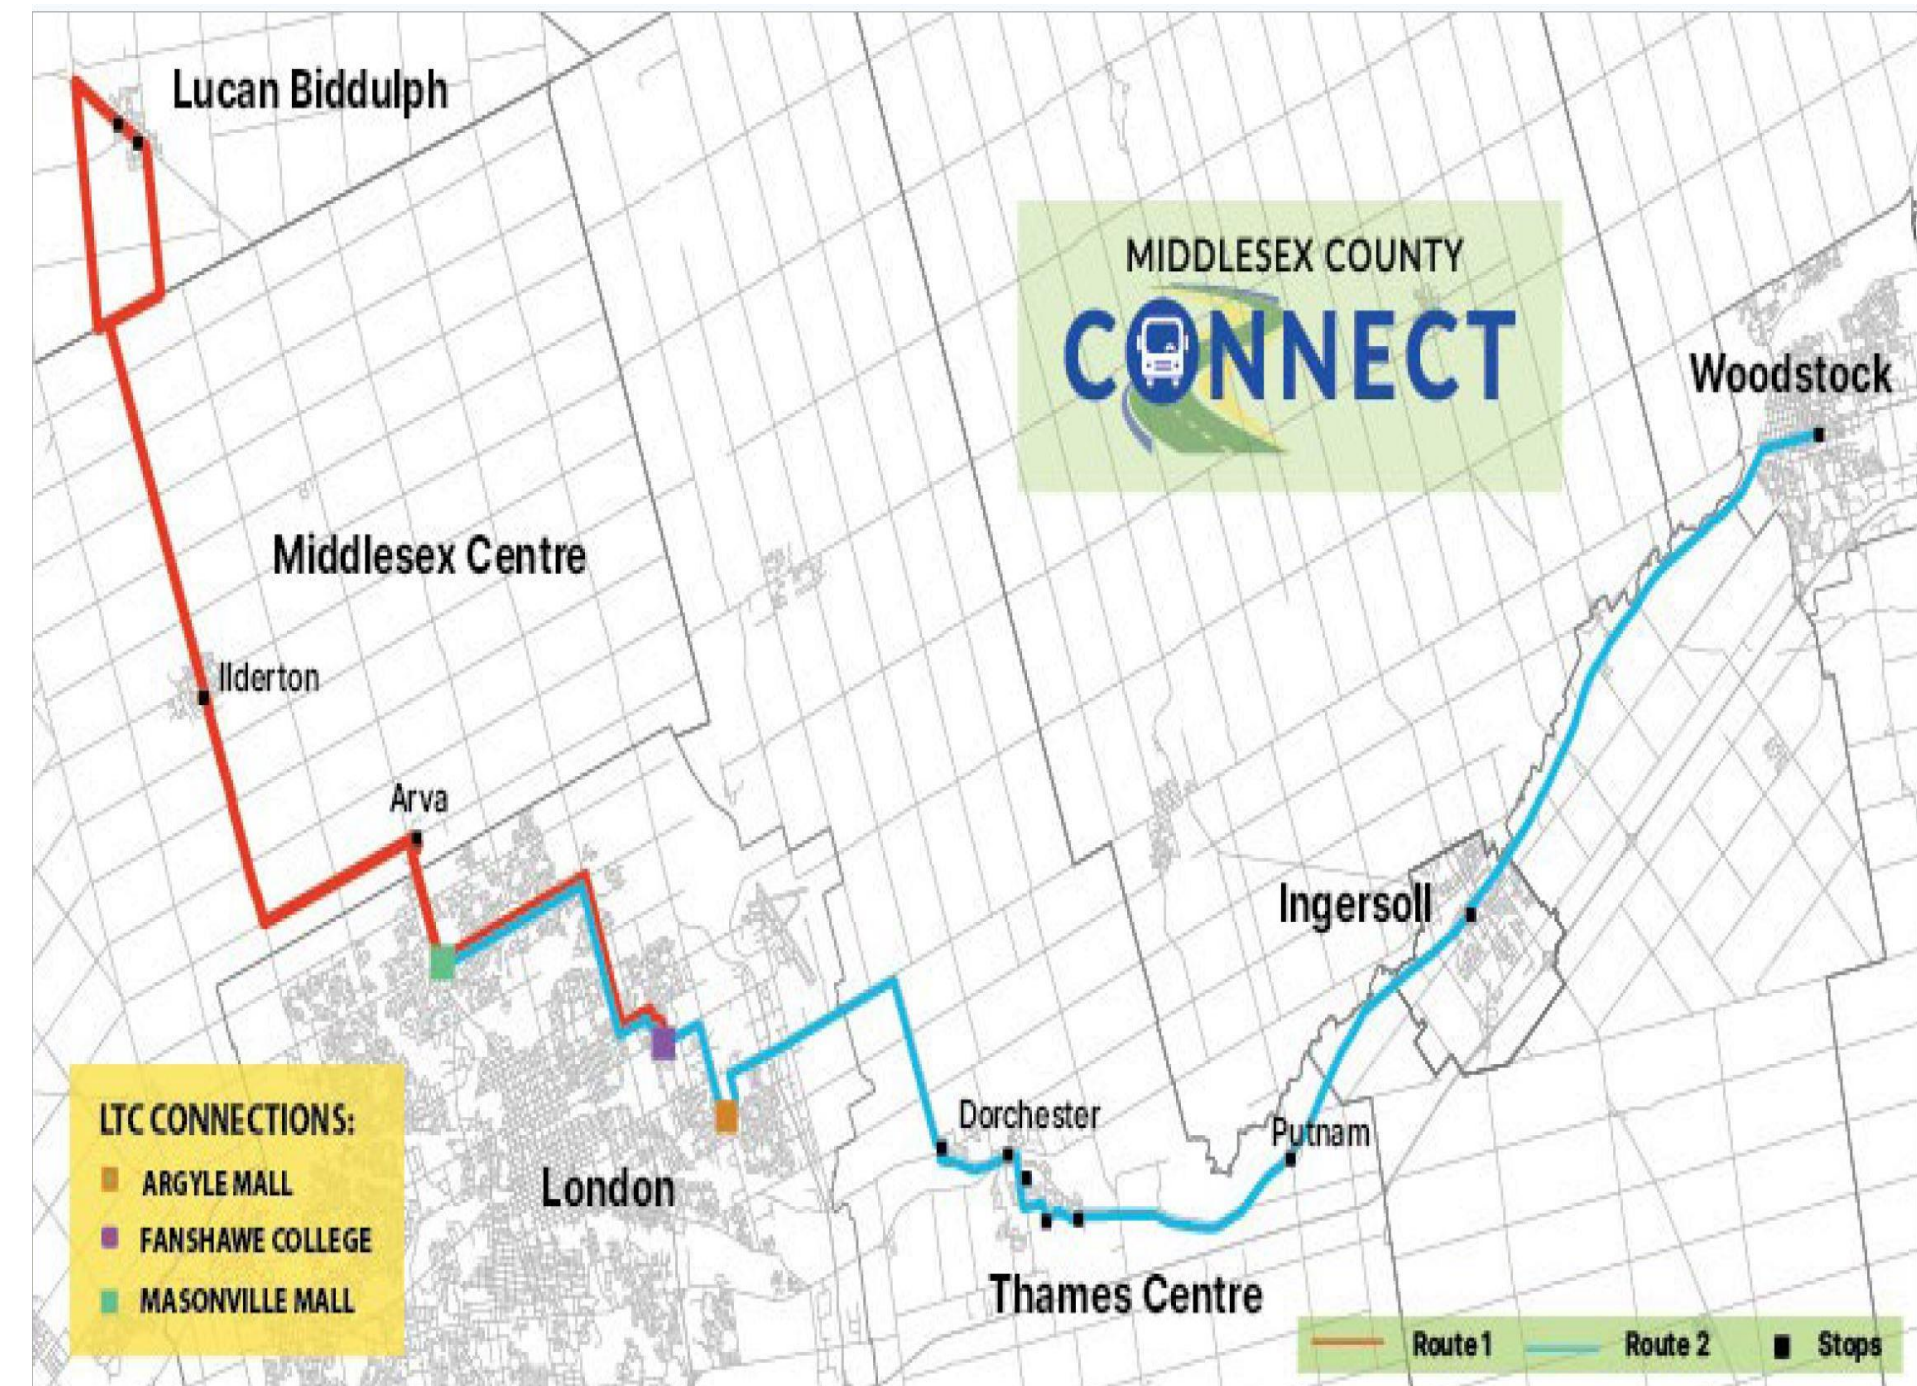 Lucan Biddulph
MIDDLESEX COUNTY
CONNECT
Woodstock
Middlesex Centre
Ilderton
Arva
Ingersoll
Dorchester
Putnam
London
Thames Centre
LTC CONNECTIONS:
ARGYLE MALL
FANSHAWE COLLEGE
MASONVILLE MALL
Route 1
Route 2
Stops